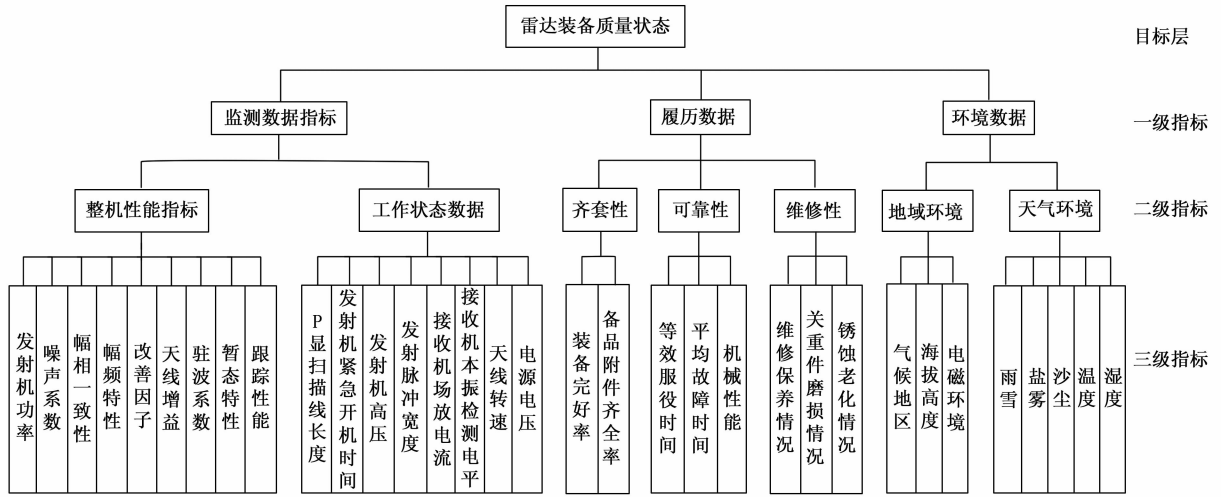 雷达装备质量状态
目标层
监测数据指标
履历数据
环境数据
一级指标
整机性能指标
工作状态数据
齐套性
可靠性
维修性
地域环境
天气环境
二级指标
发射机功率
噪声系数
幅相一致性
幅频特性
改善因子
天线增益
驻波系数
暂态特性
跟踪性能
P显扫描线长度
发射机紧急开机时间
发射机高压
发射脉冲宽度
接收机场放电流
接收机本振检测电平
天线转速
电源电压
装备完好率
备品附件齐全率
等效服役时间
平均故障时间
机械性能
维修保养情况
关重件磨损情况
锈蚀老化情况
气候地区
海拔高度
电磁环境
雨雪
盐雾
沙尘
温度
湿度
三级指标